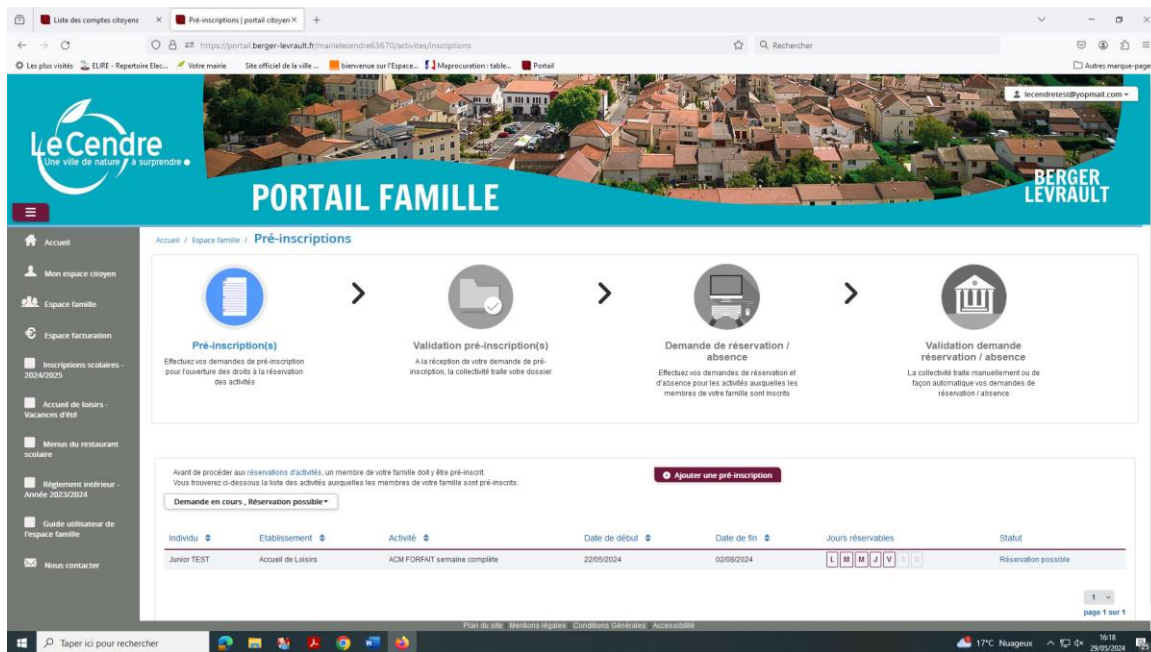 Liste des comptes citoyens
Pré-inscriptions | portail citoyen
https://portail.berger-levrault.fr/mairielecendre63670/activites/inscriptions
Rechercher
Les plus visités
ELIRE - Repertoire Elec...
Votre mairie
Site officiel de la ville ...
bienvenue sur l'Espace...
Maprocuration : table...
Portail
Autres marque-page
lecendretest@yopmail.com
Le Cendre
Une ville de nature à surprendre
PORTAIL FAMILLE
BERGER
LEVRAULT
Accueil
Mon espace citoyen
Espace famille
Espace facturation
Inscriptions scolaires -
2024/2025
Accueil de loisirs -
Vacances d'été
Menus du restaurant
scolaire
Règlement intérieur -
Année 2023/2024
Guide utilisateur de
l'espace famille
Nous contacter
Accueil / Espace famille / Pré-inscriptions
Pré-inscription(s)
Effectuez vos demandes de pré-inscription
pour l'ouverture des droits à la réservation
des activités
Validation pré-inscription(s)
A la réception de votre demande de pré-
inscription, la collectivité traite votre dossier
Demande de réservation /
absence
Effectuez vos demandes de réservation et
d'absence pour les activités auxquelles les
membres de votre famille sont inscrits
Validation demande
réservation / absence
La collectivité traite manuellement ou de
façon automatique vos demandes de
réservation / absence
Avant de procéder aux réservations d'activités, un membre de votre famille doit y être pré-inscrit.
Vous trouverez ci-dessous la liste des activités auxquelles les membres de votre famille sont pré-inscrits.
Ajouter une pré-inscription
Demande en cours , Réservation possible
Individu Etablissement Activité Date de début Date de fin Jours réservables Statut
Junior TEST Accueil de Loisirs ACM FORFAIT semaine complète 22/05/2024 02/08/2024 L M M J V S D Réservation possible
1
page 1 sur 1
Plan du site Mentions légales Conditions Générales Accessibilité
Taper ici pour rechercher
17°C Nuageux
16:18
29/05/2024